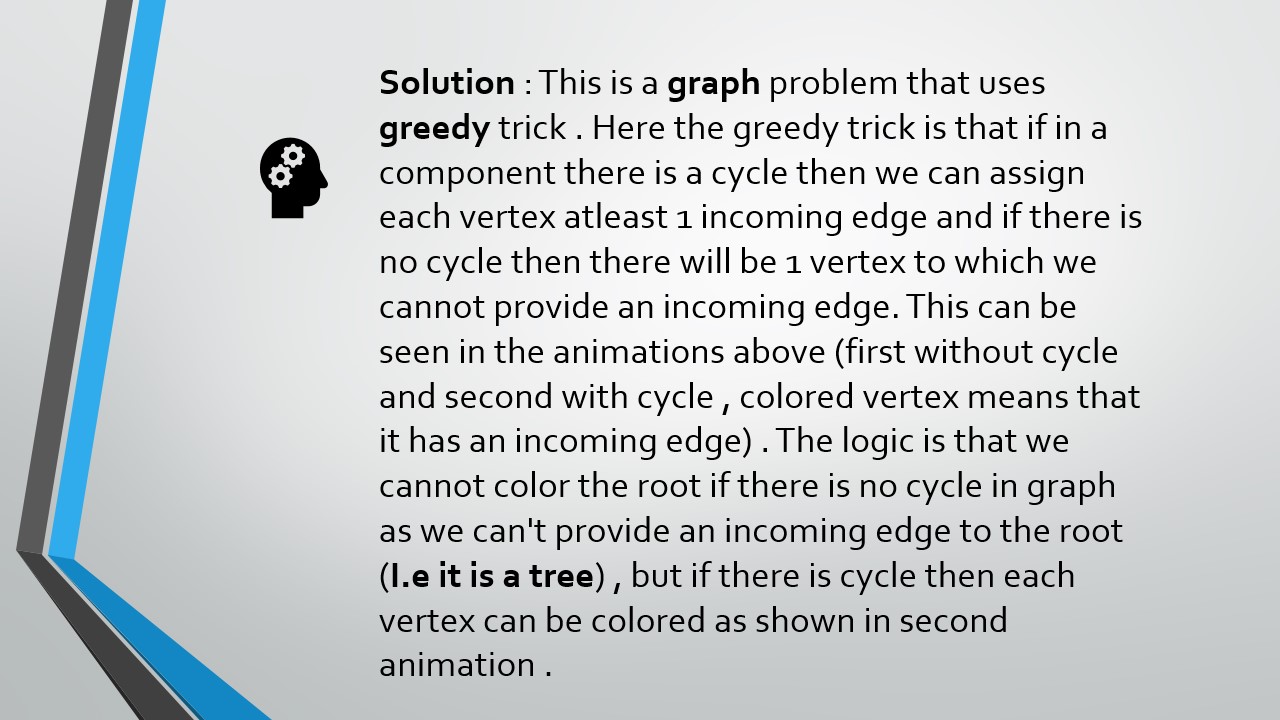 Solution : This is a graph problem that uses
greedy trick . Here the greedy trick is that if in a
component there is a cycle then we can assign
each vertex atleast 1 incoming edge and if there is
no cycle then there will be 1 vertex to which we
cannot provide an incoming edge. This can be
seen in the animations above (first without cycle
and second with cycle , colored vertex means that
it has an incoming edge) . The logic is that we
cannot color the root if there is no cycle in graph
as we can't provide an incoming edge to the root
(I.e it is a tree) , but if there is cycle then each
vertex can be colored as shown in second
animation .